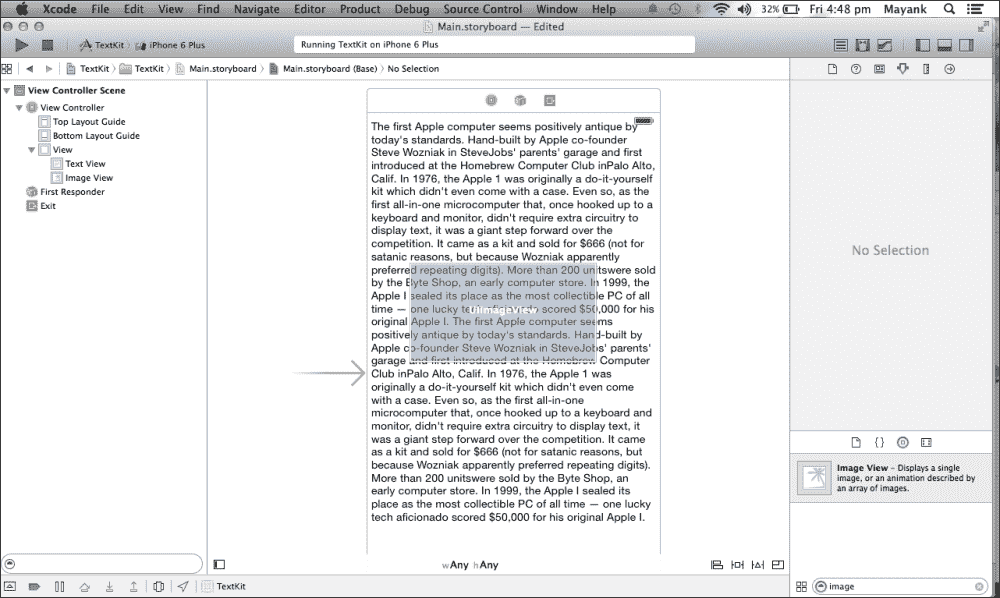 Xcode File Edit View Find Navigate Editor Product Debug Source Control Window Help 32% Fri 4:48 pm Mayank
Main.storyboard — Edited
TextKit iPhone 6 Plus Running TextKit on iPhone 6 Plus
TextKit TextKit Main.storyboard Main.storyboard (Base) No Selection
View Controller Scene
View Controller
Top Layout Guide
Bottom Layout Guide
View
Text View
Image View
First Responder
Exit
The first Apple computer seems positively antique by
today's standards. Hand-built by Apple co-founder
Steve Wozniak in SteveJobs' parents' garage and first
introduced at the Homebrew Computer Club inPalo Alto,
Calif. In 1976, the Apple 1 was originally a do-it-yourself
kit which didn't even come with a case. Even so, as the
first all-in-one microcomputer that, once hooked up to a
keyboard and monitor, didn't require extra circuitry to
display text, it was a giant step forward over the
competition. It came as a kit and sold for $666 (not for
satanic reasons, but because Wozniak apparently
preferred repeating digits). More than 200 unitswere sold
by the Byte Shop, an early computer store. In 1999, the
Apple I sealed its place as the most collectible PC of all
time — one lucky tech aficionado scored $50,000 for his
original Apple I. The first Apple computer seems
positively antique by today's standards. Hand-built by
Apple co-founder Steve Wozniak in SteveJobs' parents'
garage and first introduced at the Homebrew Computer
Club inPalo Alto, Calif. In 1976, the Apple 1 was
originally a do-it-yourself kit which didn't even come
with a case. Even so, as the first all-in-one
microcomputer that, once hooked up to a keyboard and
monitor, didn't require extra circuitry to display text, it
was a giant step forward over the competition. It came
as a kit and sold for $666 (not for satanic reasons, but
because Wozniak apparently preferred repeating digits).
More than 200 unitswere sold by the Byte Shop, an
early computer store. In 1999, the Apple I sealed its
place as the most collectible PC of all time — one lucky
tech aficionado scored $50,000 for his original Apple I.
UIImageView
wAny hAny
No Selection
Image View – Displays a single
image, or an animation described by
an array of images.
TextKit
image